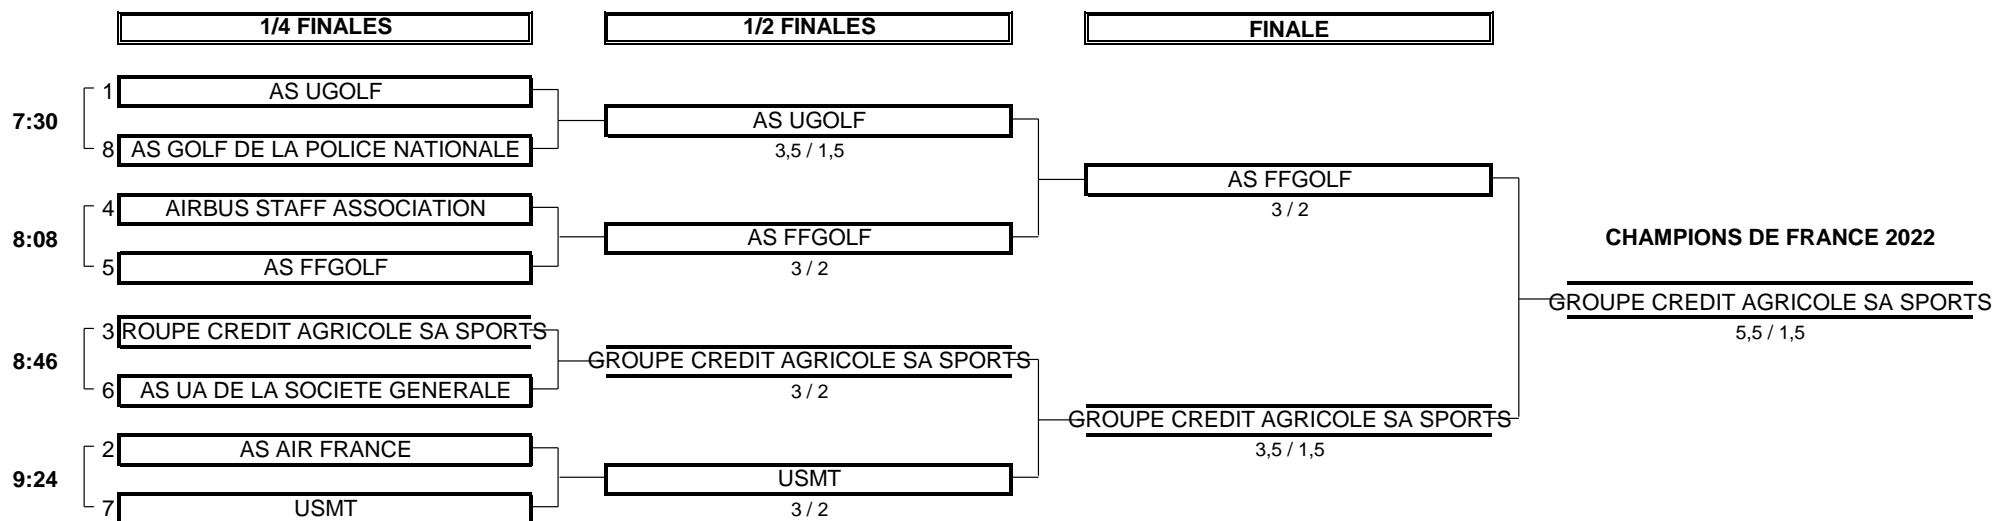 1/4 FINALES
1/2 FINALES
FINALE
1 AS UGOLF
7:30
8 AS GOLF DE LA POLICE NATIONALE
AS UGOLF
3,5 / 1,5
4 AIRBUS STAFF ASSOCIATION
8:08
5 AS FFGOLF
AS FFGOLF
3 / 2
AS FFGOLF
3 / 2
3 ROUPE CREDIT AGRICOLE SA SPORTS
8:46
6 AS UA DE LA SOCIETE GENERALE
GROUPE CREDIT AGRICOLE SA SPORTS
3 / 2
2 AS AIR FRANCE
9:24
7 USMT
USMT
3 / 2
GROUPE CREDIT AGRICOLE SA SPORTS
3,5 / 1,5
CHAMPIONS DE FRANCE 2022
GROUPE CREDIT AGRICOLE SA SPORTS
5,5 / 1,5